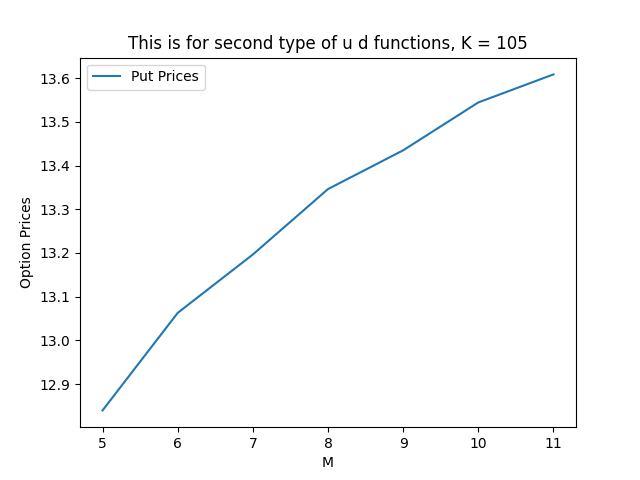 This is for second type of u d functions, K = 105
Put Prices
13.6
13.5
13.4
13.3
13.2
13.1
13.0
12.9
Option Prices
5 6 7 8 9 10 11
M